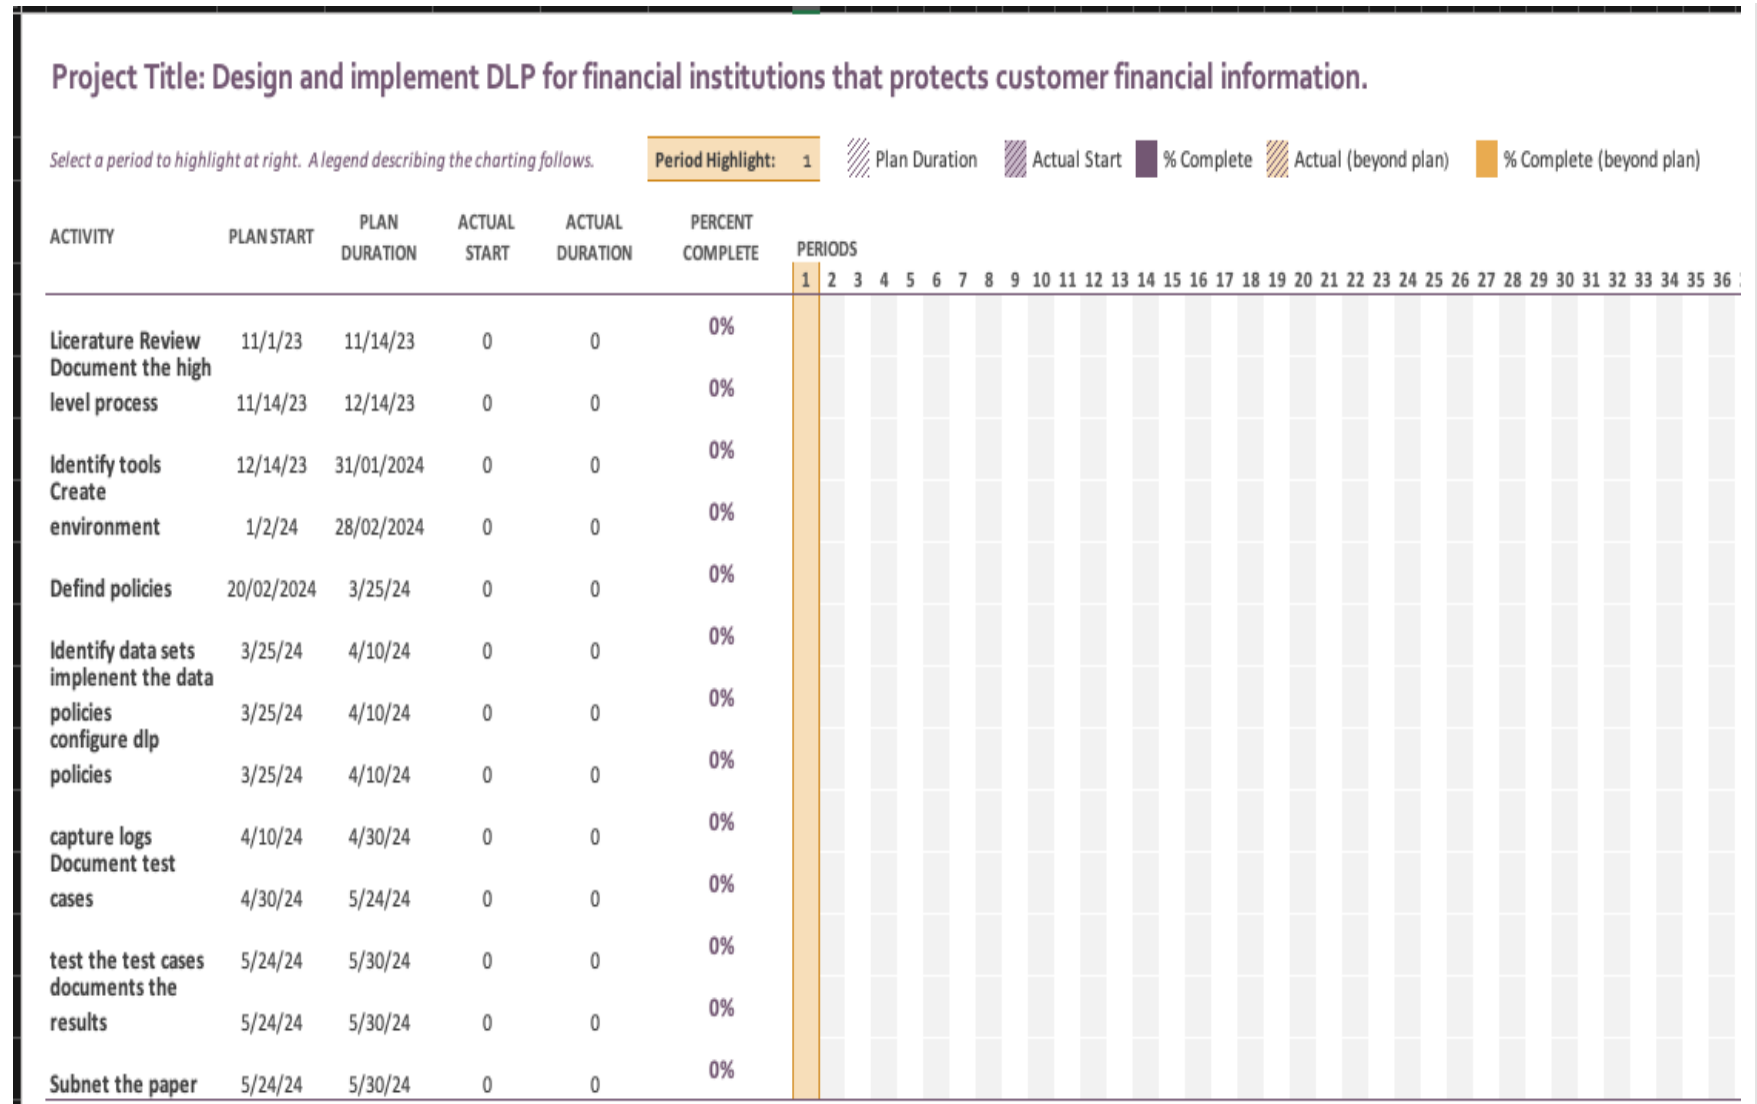 Project Title: Design and implement DLP for financial institutions that protects customer financial information.
Select a period to highlight at right. A legend describing the charting follows. Period Highlight: 1 Plan Duration Actual Start % Complete Actual (beyond plan) % Complete (beyond plan)
ACTIVITY PLAN START PLAN DURATION ACTUAL START ACTUAL DURATION PERCENT COMPLETE PERIODS
1 2 3 4 5 6 7 8 9 10 11 12 13 14 15 16 17 18 19 20 21 22 23 24 25 26 27 28 29 30 31 32 33 34 35 36
Licerature Review 11/1/23 11/14/23 0 0 0%
Document the high
level process 11/14/23 12/14/23 0 0 0%
Identify tools 12/14/23 31/01/2024 0 0 0%
Create
environment 1/2/24 28/02/2024 0 0 0%
Defind policies 20/02/2024 3/25/24 0 0 0%
Identify data sets 3/25/24 4/10/24 0 0 0%
implenent the data
policies 3/25/24 4/10/24 0 0 0%
configure dlp
policies 3/25/24 4/10/24 0 0 0%
capture logs 4/10/24 4/30/24 0 0 0%
Document test
cases 4/30/24 5/24/24 0 0 0%
test the test cases 5/24/24 5/30/24 0 0 0%
documents the
results 5/24/24 5/30/24 0 0 0%
Subnet the paper 5/24/24 5/30/24 0 0 0%